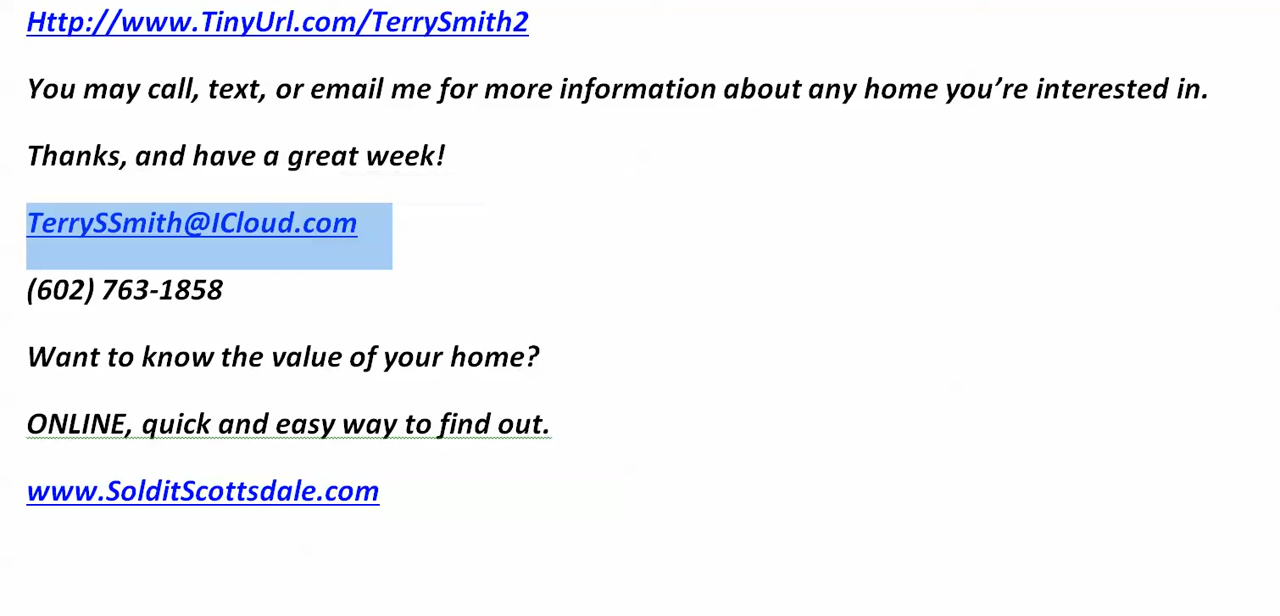 Http://www.TinyUrl.com/TerrySmith2
You may call, text, or email me for more information about any home you’re interested in.
Thanks, and have a great week!
TerrySSmith@ICloud.com
(602) 763-1858
Want to know the value of your home?
ONLINE, quick and easy way to find out.
www.SolditScottsdale.com